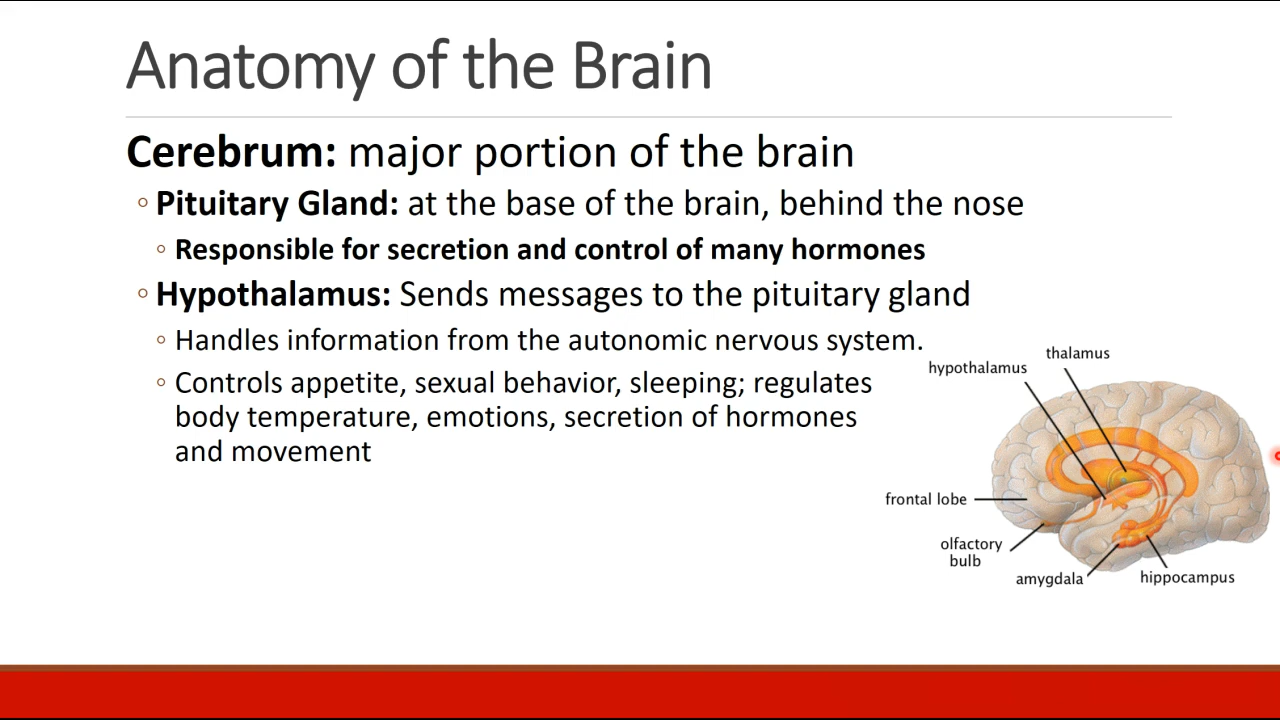 Anatomy of the Brain
Cerebrum: major portion of the brain
◦ Pituitary Gland: at the base of the brain, behind the nose
◦ Responsible for secretion and control of many hormones
◦ Hypothalamus: Sends messages to the pituitary gland
◦ Handles information from the autonomic nervous system.
◦ Controls appetite, sexual behavior, sleeping; regulates
body temperature, emotions, secretion of hormones
and movement
thalamus
hypothalamus
frontal lobe
olfactory
bulb
amygdala
hippocampus